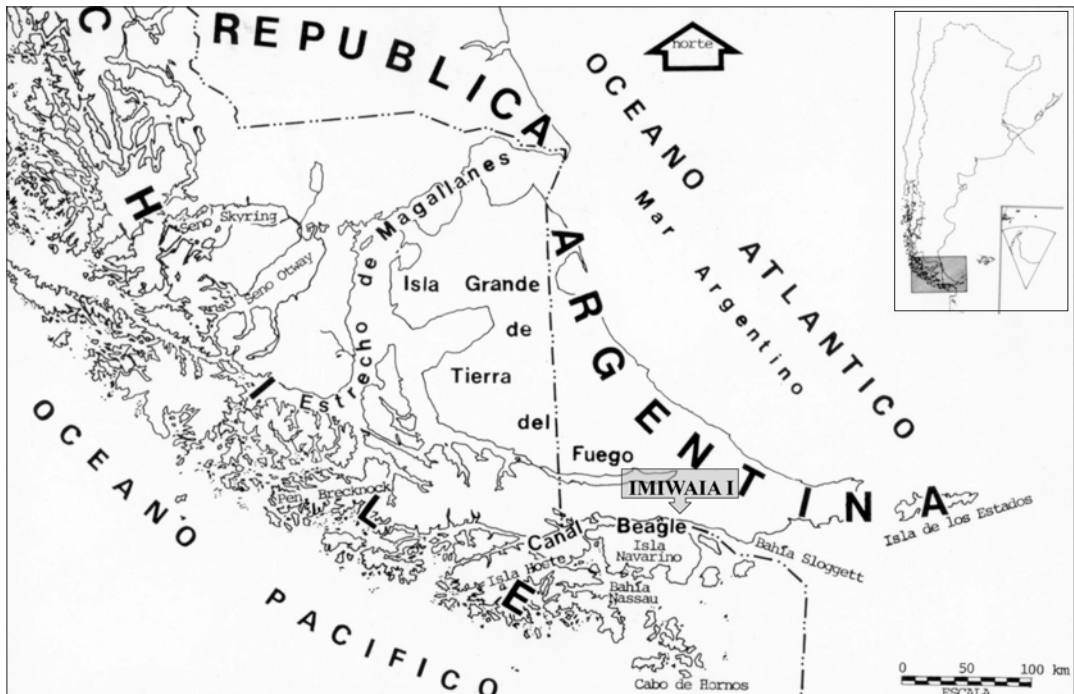 REPUBLICA ARGENTINA
CHILE
norte
OCEANO ATLANTICO
Mar Argentino
Seno Skyring
Seno Otway
Estrecho de Magallanes
Isla Grande
de
Tierra
del
Fuego
IMIWAIA I
OCEANO PACIFICO
Pen. Brecknock
Canal Beagle
Isla Hoste
Isla
Navarino
Bahía
Nassau
Bahía Sloggett
Isla de los Estados
Cabo de Hornos
0 50 100 km
ESCALA